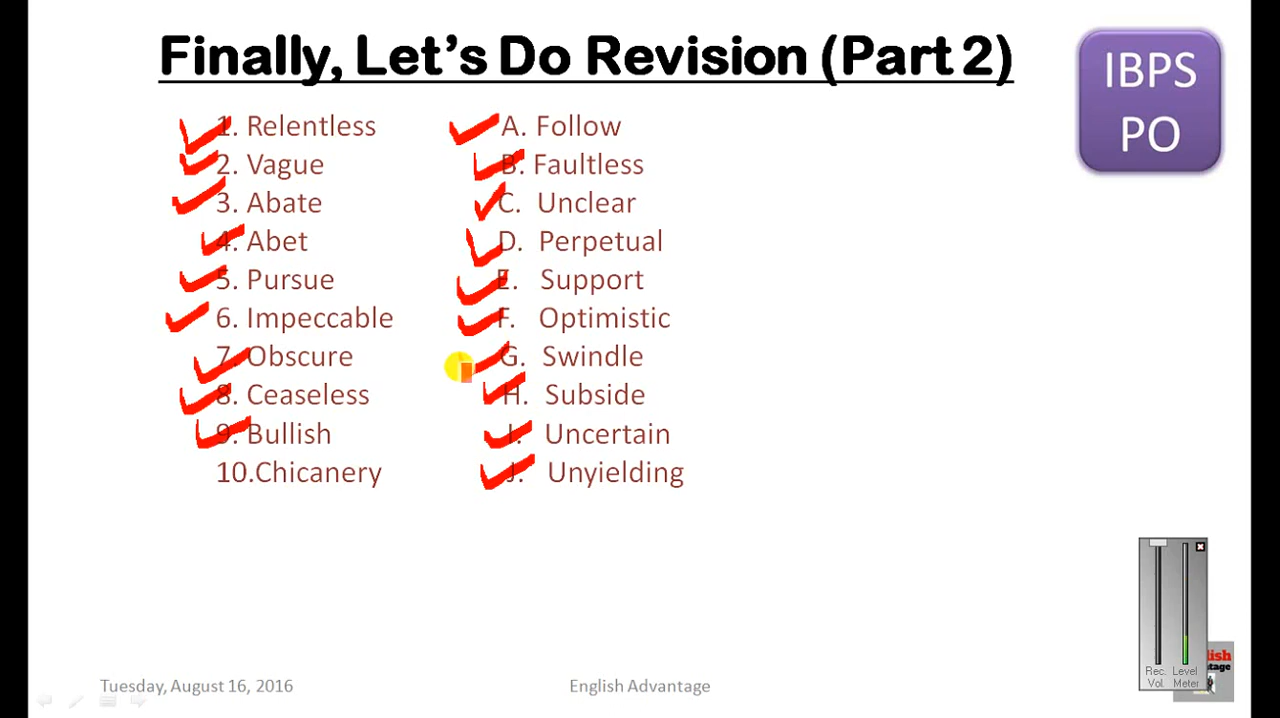 Finally, Let's Do Revision (Part 2)
IBPS
PO
1. Relentless
2. Vague
3. Abate
4. Abet
5. Pursue
6. Impeccable
7. Obscure
8. Ceaseless
9. Bullish
10.Chicanery
A. Follow
B. Faultless
C. Unclear
D. Perpetual
E. Support
F. Optimistic
G. Swindle
H. Subside
I. Uncertain
J. Unyielding
Rec. Level
Vol. Meter
Tuesday, August 16, 2016
English Advantage